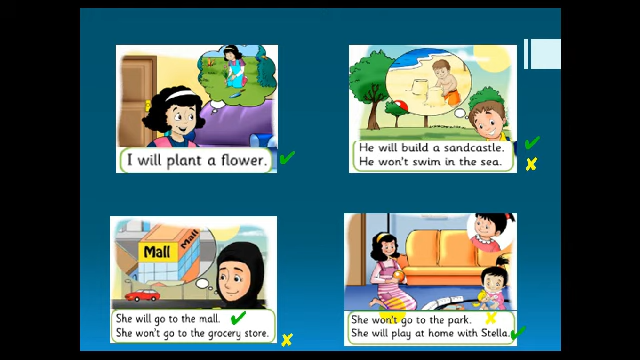 I will plant a flower.
He will build a sandcastle.
He won't swim in the sea.
Mall
Mall
She will go to the mall.
She won't go to the grocery store.
She won't go to the park.
She will play at home with Stella.